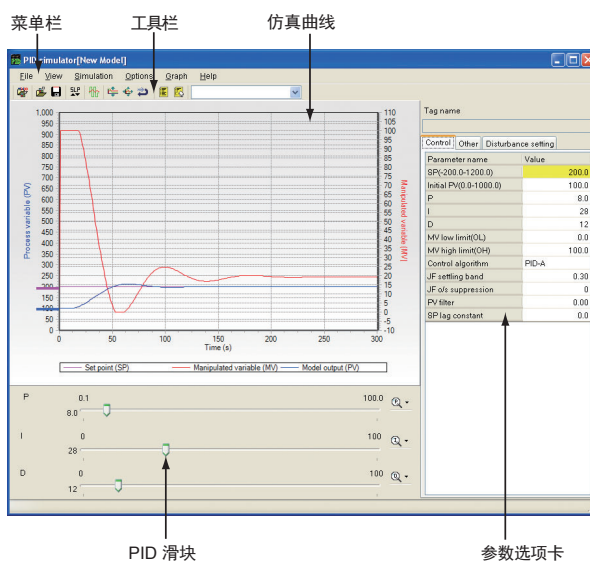 菜单栏 工具栏 仿真曲线
PID simulator[New Model]
File View Simulation Options Graph Help
SLP
Process variable (PV)
1,000
950
900
850
800
750
700
650
600
550
500
450
400
350
300
250
200
150
100
50
0
110
105
100
95
90
85
80
75
70
65
60
55
50
45
40
35
30
25
20
15
10
5
0
-5
-10
Manipulated variable (MV)
0 50 100 150 200 250 300
Time (s)
Set point (SP) Manipulated variable (MV) Model output (PV)
P 0.1 100.0
8.0
I 0 100
28
D 0 100
12
Tag name
Control Other Disturbance setting
Parameter name Value
SP(-200.0-1200.0) 200.0
Initial PV(0.0-1000.0) 100.0
P 8.0
I 28
D 12
MV low limit(OL) 0.0
MV high limit(OH) 100.0
Control algorithm PID-A
JF settling band 0.30
JF o/s suppression 0
PV filter 0.00
SP lag constant 0.0
PID 滑块 参数选项卡